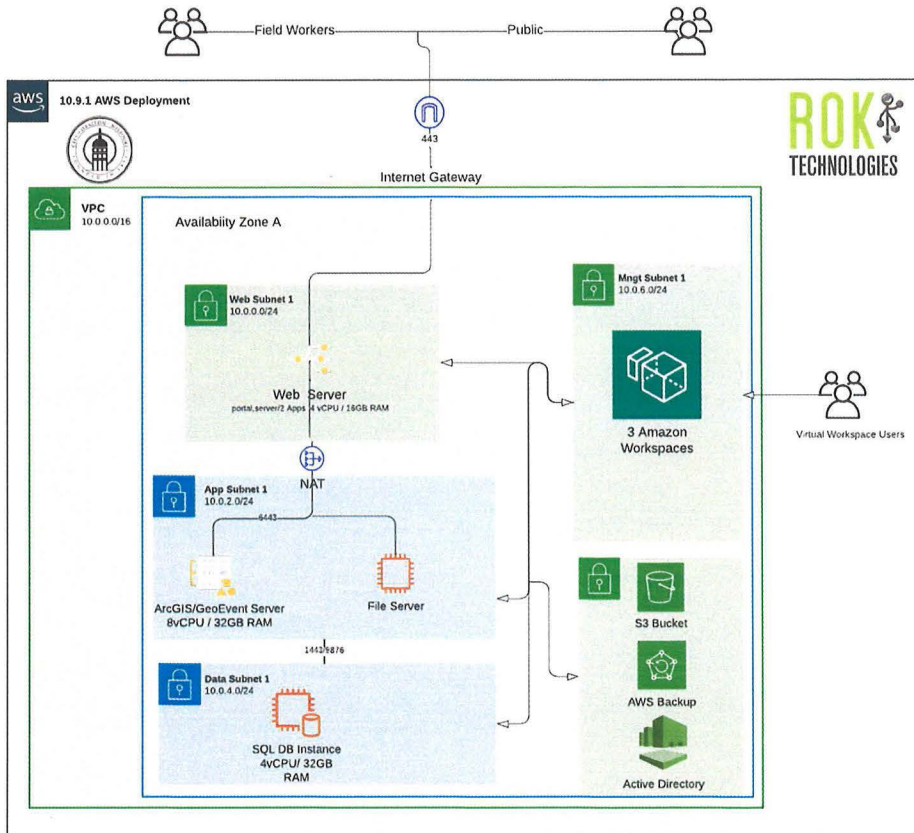 Field Workers
Public
aws
10.9.1 AWS Deployment
ROK
TECHNOLOGIES
443
Internet Gateway
VPC
10.0.0.0/16
Availabiity Zone A
Web Subnet 1
10.0.0.0/24
Mngt Subnet 1
10.0.6.0/24
Web Server
portal,server/2 Apps 4 vCPU / 16GB RAM
3 Amazon
Workspaces
Virtual Workspace Users
NAT
App Subnet 1
10.0.2.0/24
6443
ArcGIS/GeoEvent Server
8vCPU / 32GB RAM
File Server
S3 Bucket
1443/9876
Data Subnet 1
10.0.4.0/24
AWS Backup
SQL DB Instance
4vCPU/ 32GB
RAM
Active Directory